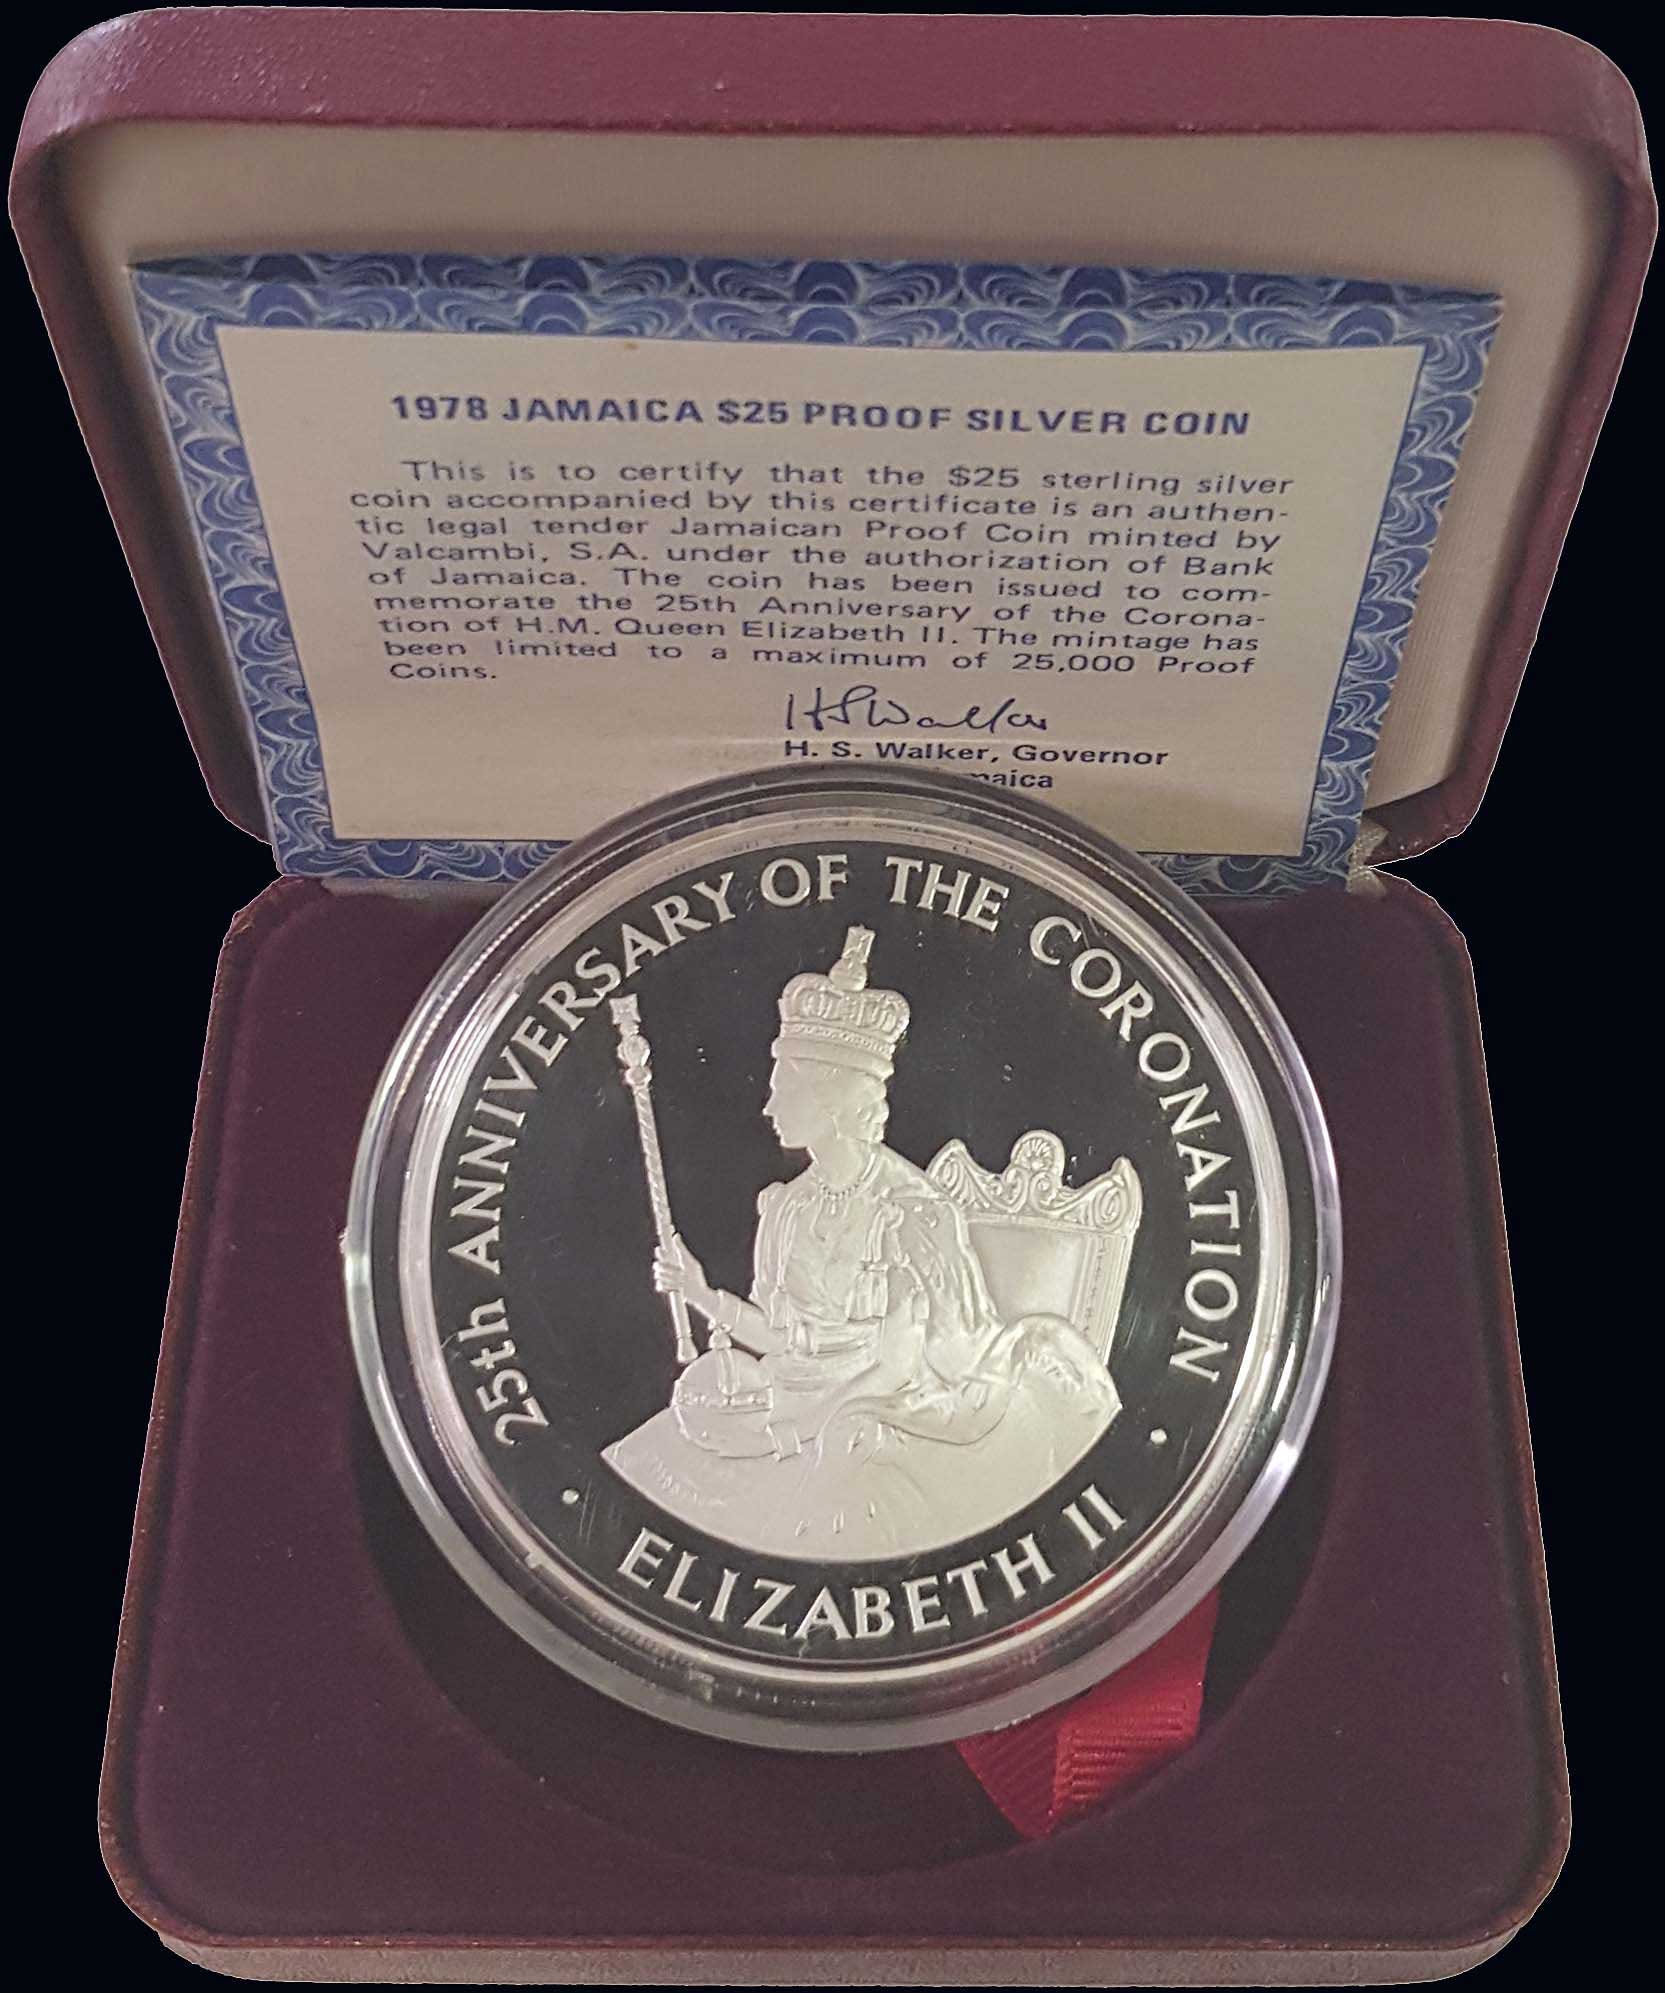 1978 JAMAICA $25 PROOF SILVER COIN
This is to certify that the $25 sterling silver
coin accompanied by this certificate is an authen-
tic legal tender Jamaican Proof Coin minted by
Valcambi, S.A. under the authorization of Bank
of Jamaica. The coin has been issued to com-
memorate the 25th Anniversary of the Corona-
tion of H.M. Queen Elizabeth II. The mintage has
been limited to a maximum of 25,000 Proof
Coins.
HSWalker
H. S. Walker, Governor
maica
25th ANNIVERSARY OF THE CORONATION
• ELIZABETH II •